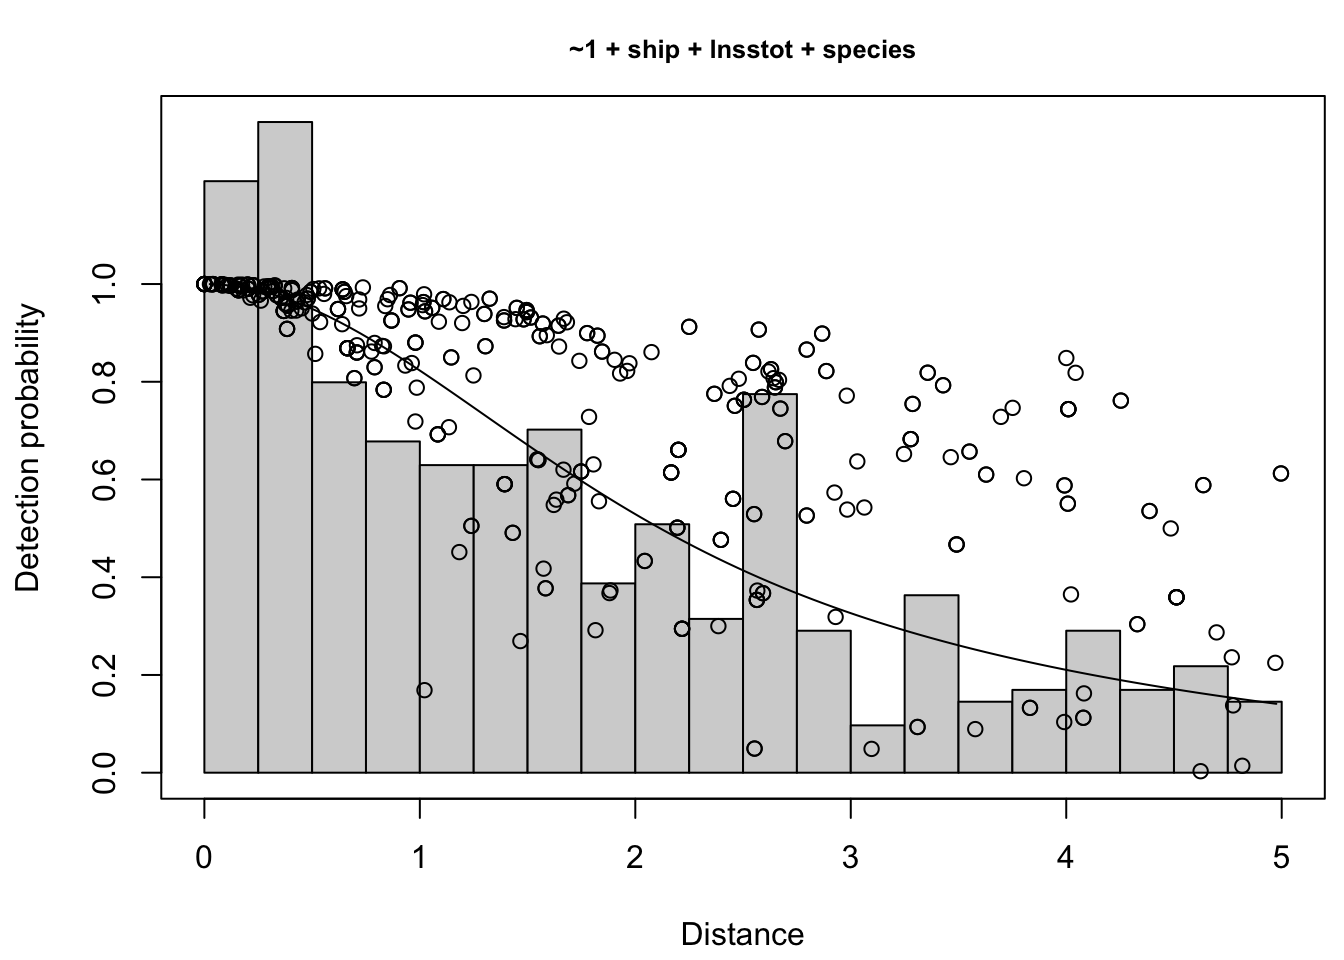 ~1 + ship + lnsstot + species
Detection probability
1.0
0.8
0.6
0.4
0.2
0.0
0 1 2 3 4 5
Distance